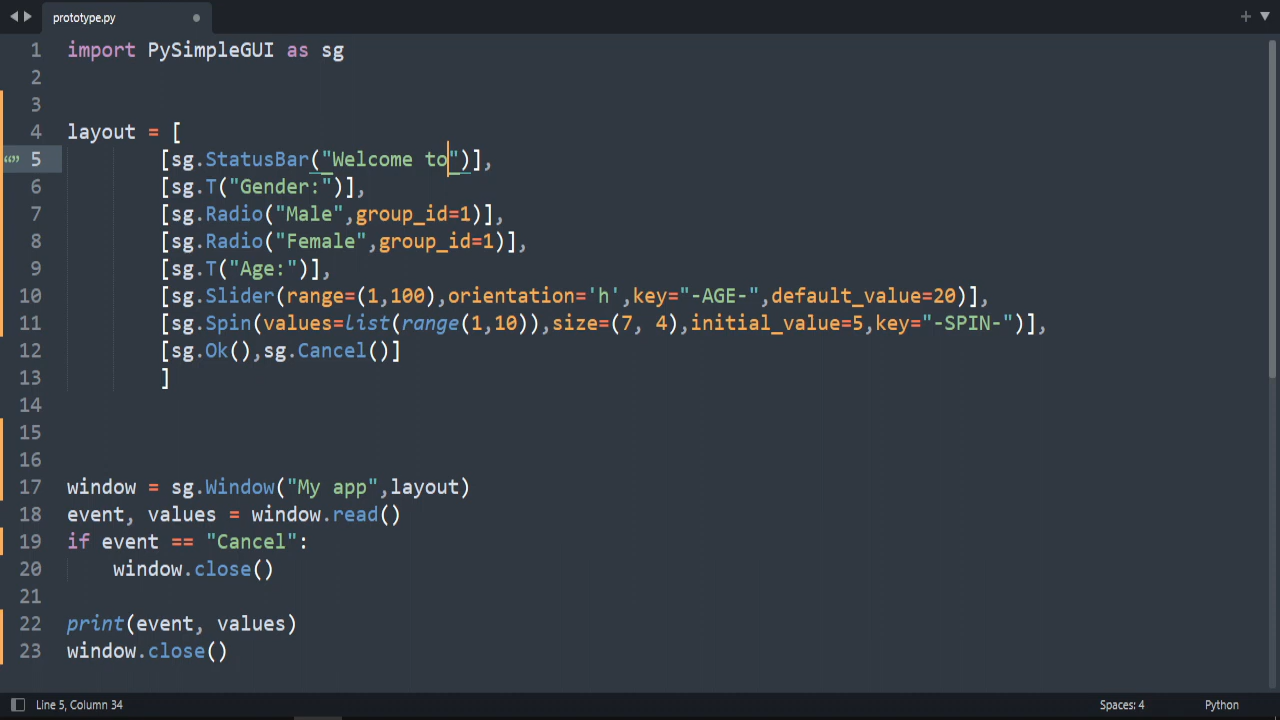 prototype.py
1 import PySimpleGUI as sg
2
3
4 layout = [
5 [sg.StatusBar("Welcome to")],
6 [sg.T("Gender:")],
7 [sg.Radio("Male",group_id=1)],
8 [sg.Radio("Female",group_id=1)],
9 [sg.T("Age:")],
10 [sg.Slider(range=(1,100),orientation='h',key="-AGE-",default_value=20)],
11 [sg.Spin(values=list(range(1,10)),size=(7, 4),initial_value=5,key="-SPIN-")],
12 [sg.Ok(),sg.Cancel()]
13 ]
14
15
16
17 window = sg.Window("My app",layout)
18 event, values = window.read()
19 if event == "Cancel":
20 window.close()
21
22 print(event, values)
23 window.close()
Line 5, Column 34 Spaces: 4 Python